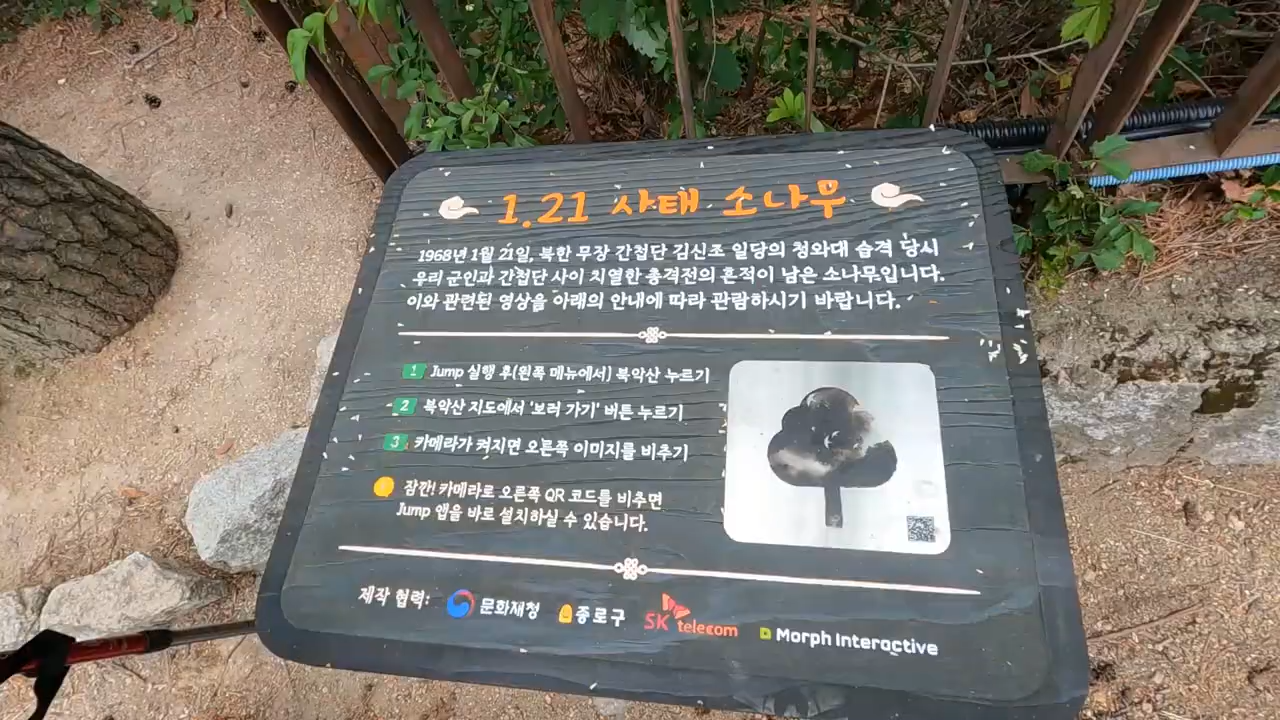 1.21 사태 소나무
1968년 1월 21일, 북한 무장 간첩단 김신조 일당의 청와대 습격 당시
우리 군인과 간첩단 사이 치열한 총격전의 흔적이 남은 소나무입니다.
이와 관련된 영상을 아래의 안내에 따라 관람하시기 바랍니다.
1 Jump 실행 후(왼쪽 메뉴에서) 북악산 누르기
2 북악산 지도에서 '보러 가기' 버튼 누르기
3 카메라가 켜지면 오른쪽 이미지를 비추기
잠깐! 카메라로 오른쪽 QR 코드를 비추면
Jump 앱을 바로 설치하실 수 있습니다.
제작 협력: 문화재청 종로구 SK telecom Morph Interactive